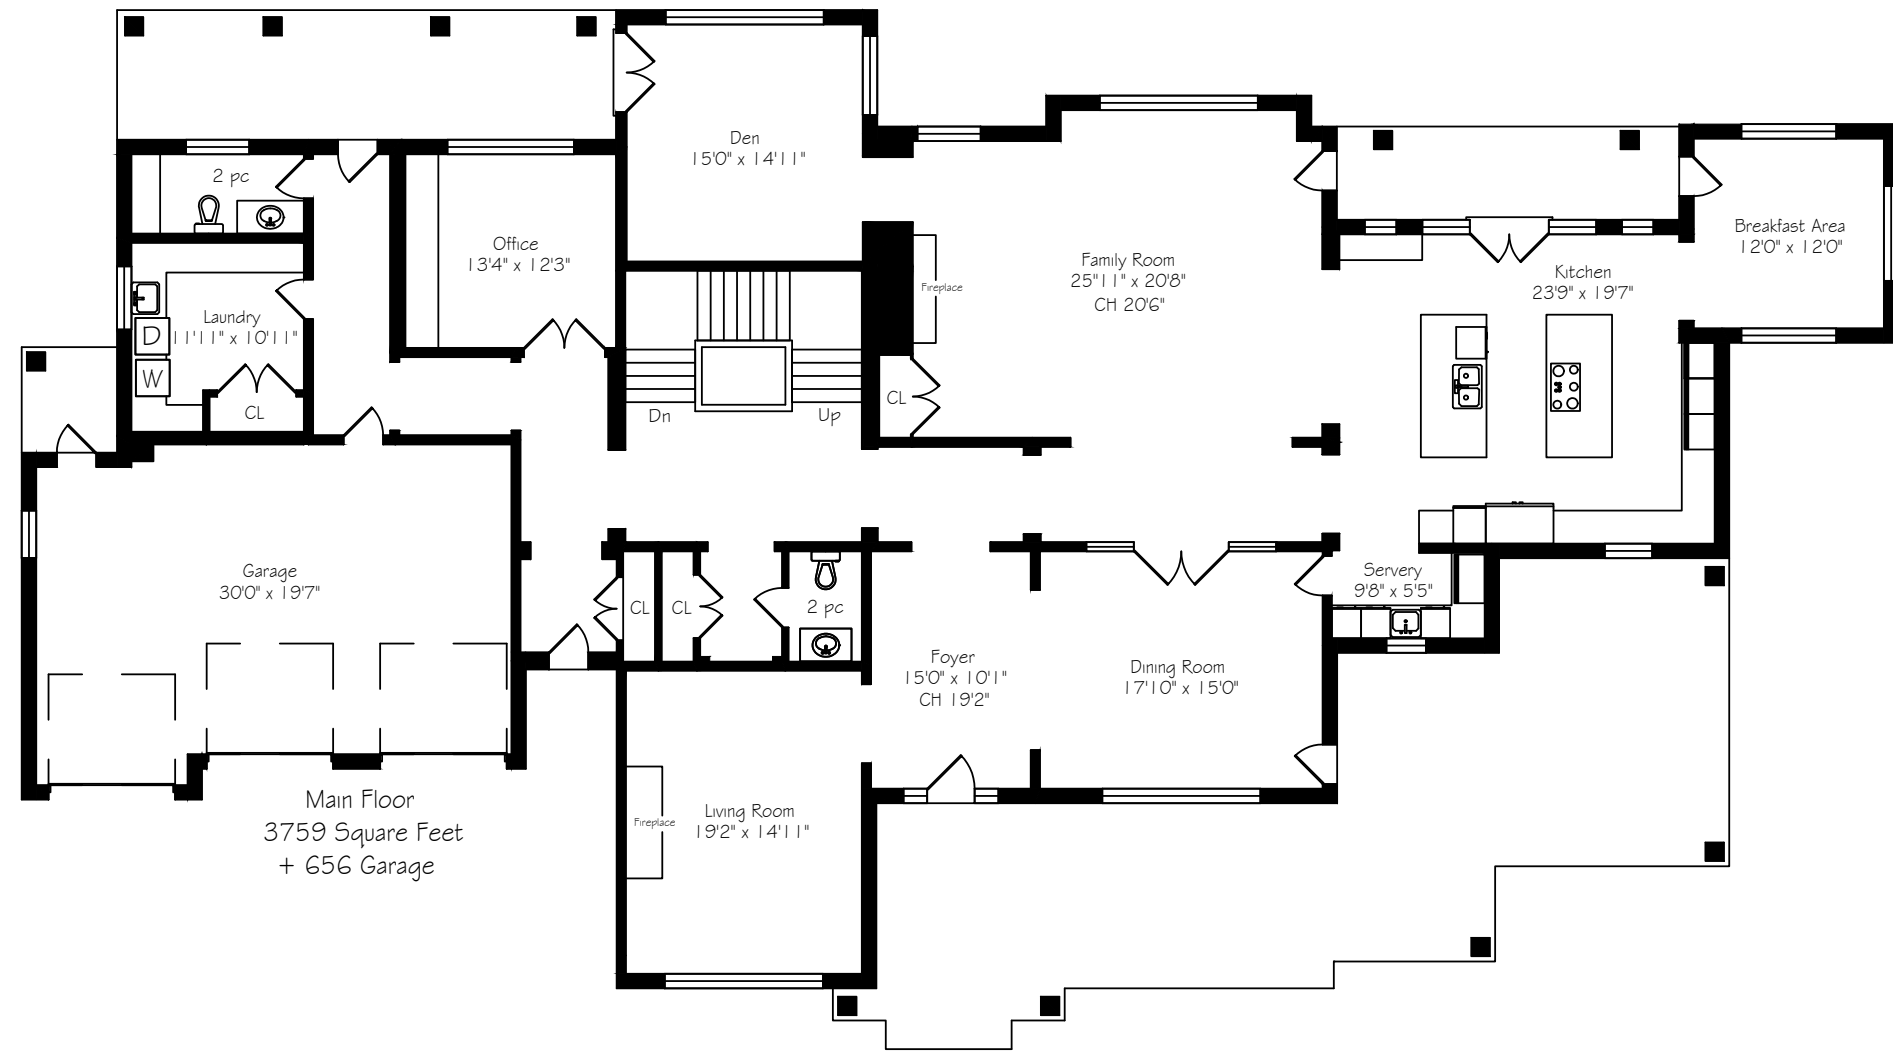 Den
15'0" x 14'11"
2 pc
Office
13'4" x 12'3"
Family Room
25"11" x 20'8"
CH 20'6"
Fireplace
Breakfast Area
12'0" x 12'0"
Kitchen
23'9" x 19'7"
Laundry
11'11" x 10'11"
D
W
CL
Dn
Up
CL
Garage
30'0" x 19'7"
CL
CL
2 pc
Servery
9'8" x 5'5"
Foyer
15'0" x 10'1"
CH 19'2"
Dining Room
17'10" x 15'0"
Living Room
19'2" x 14'11"
Fireplace
Main Floor
3759 Square Feet
+ 656 Garage